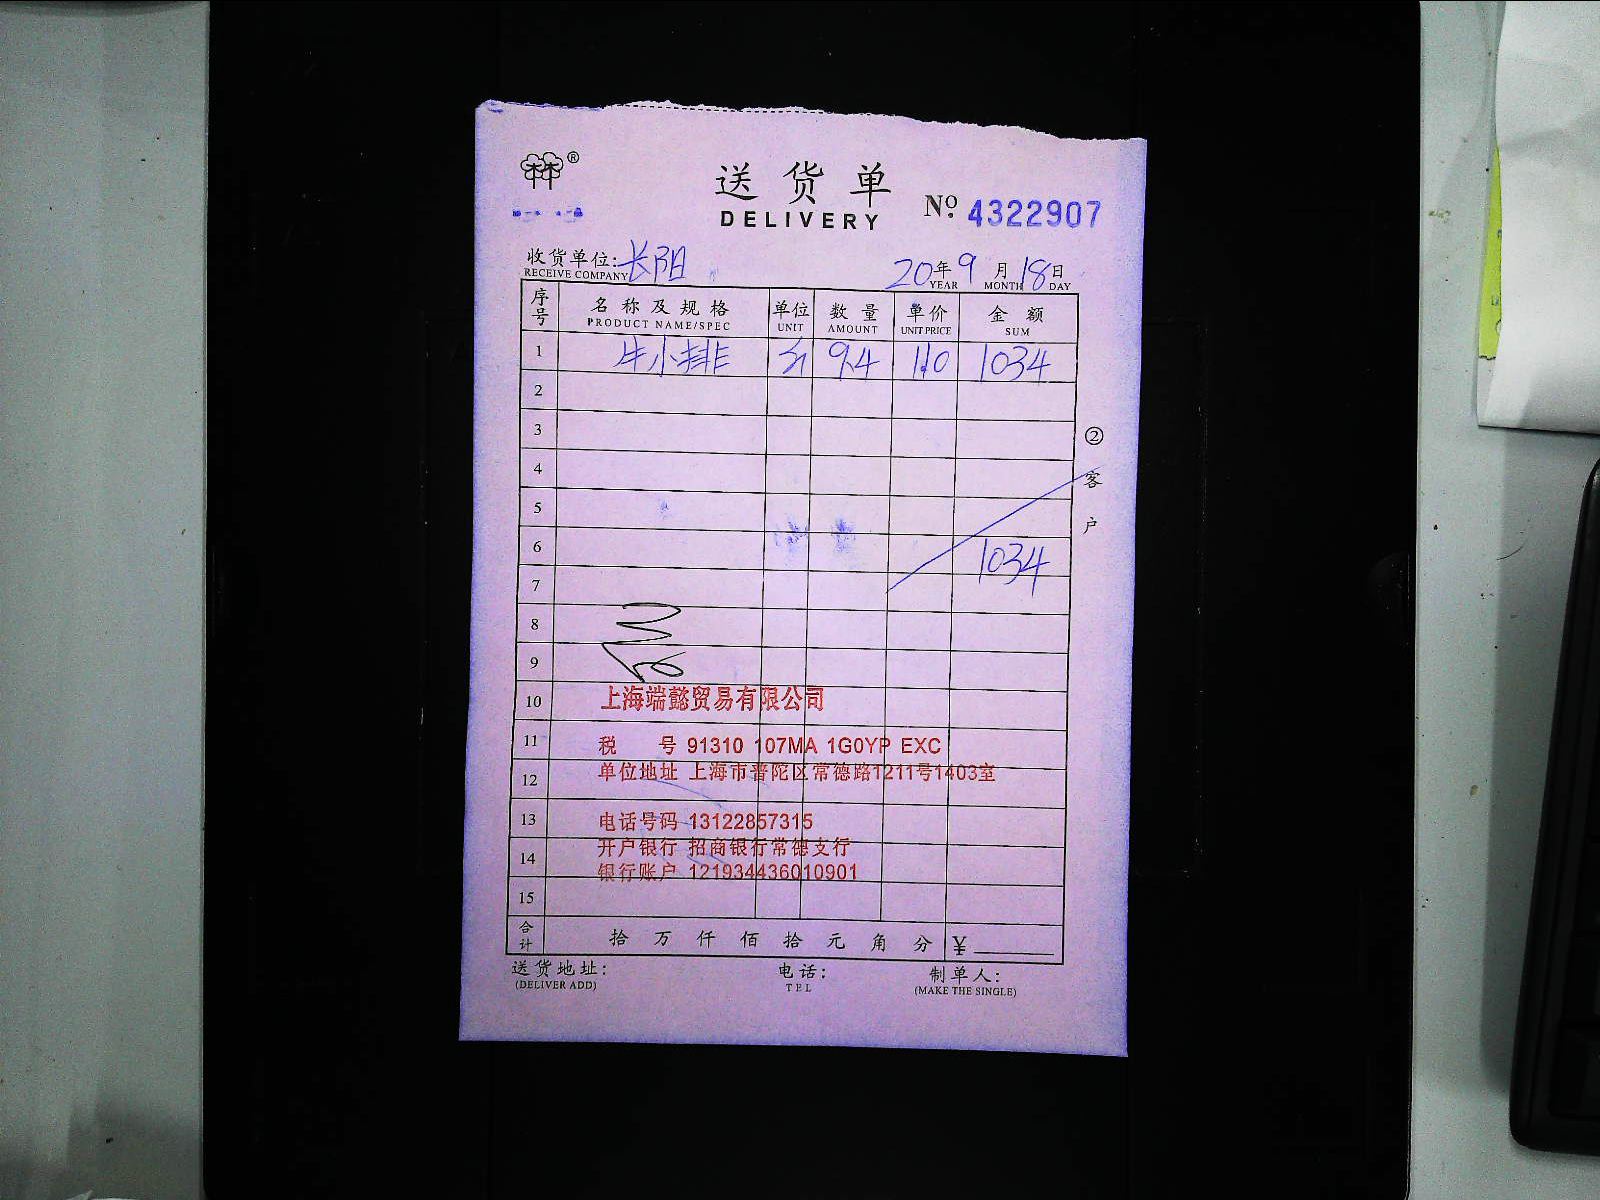 ®
送货单
DELIVERY
№ 4322907
收货单位: 长阳
RECEIVE COMPANY
20年9月18日
YEAR MONTH DAY
序号 名称及规格 单位 数量 单价 金额
PRODUCT NAME/SPEC UNIT AMOUNT UNIT PRICE SUM
1 牛小排 斤 9.4 110 1034
2
3
4
5
6 1034
7
8
9
10 上海端懿贸易有限公司
11 税 号 91310 107MA 1G0YP EXC
12 单位地址 上海市普陀区常德路1211号1403室
13 电话号码 13122857315
14 开户银行 招商银行常德支行
银行账户 121934436010901
15
合计 拾 万 仟 佰 拾 元 角 分 ¥
送货地址: 电话: 制单人:
(DELIVER ADD) TEL (MAKE THE SINGLE)
②客户